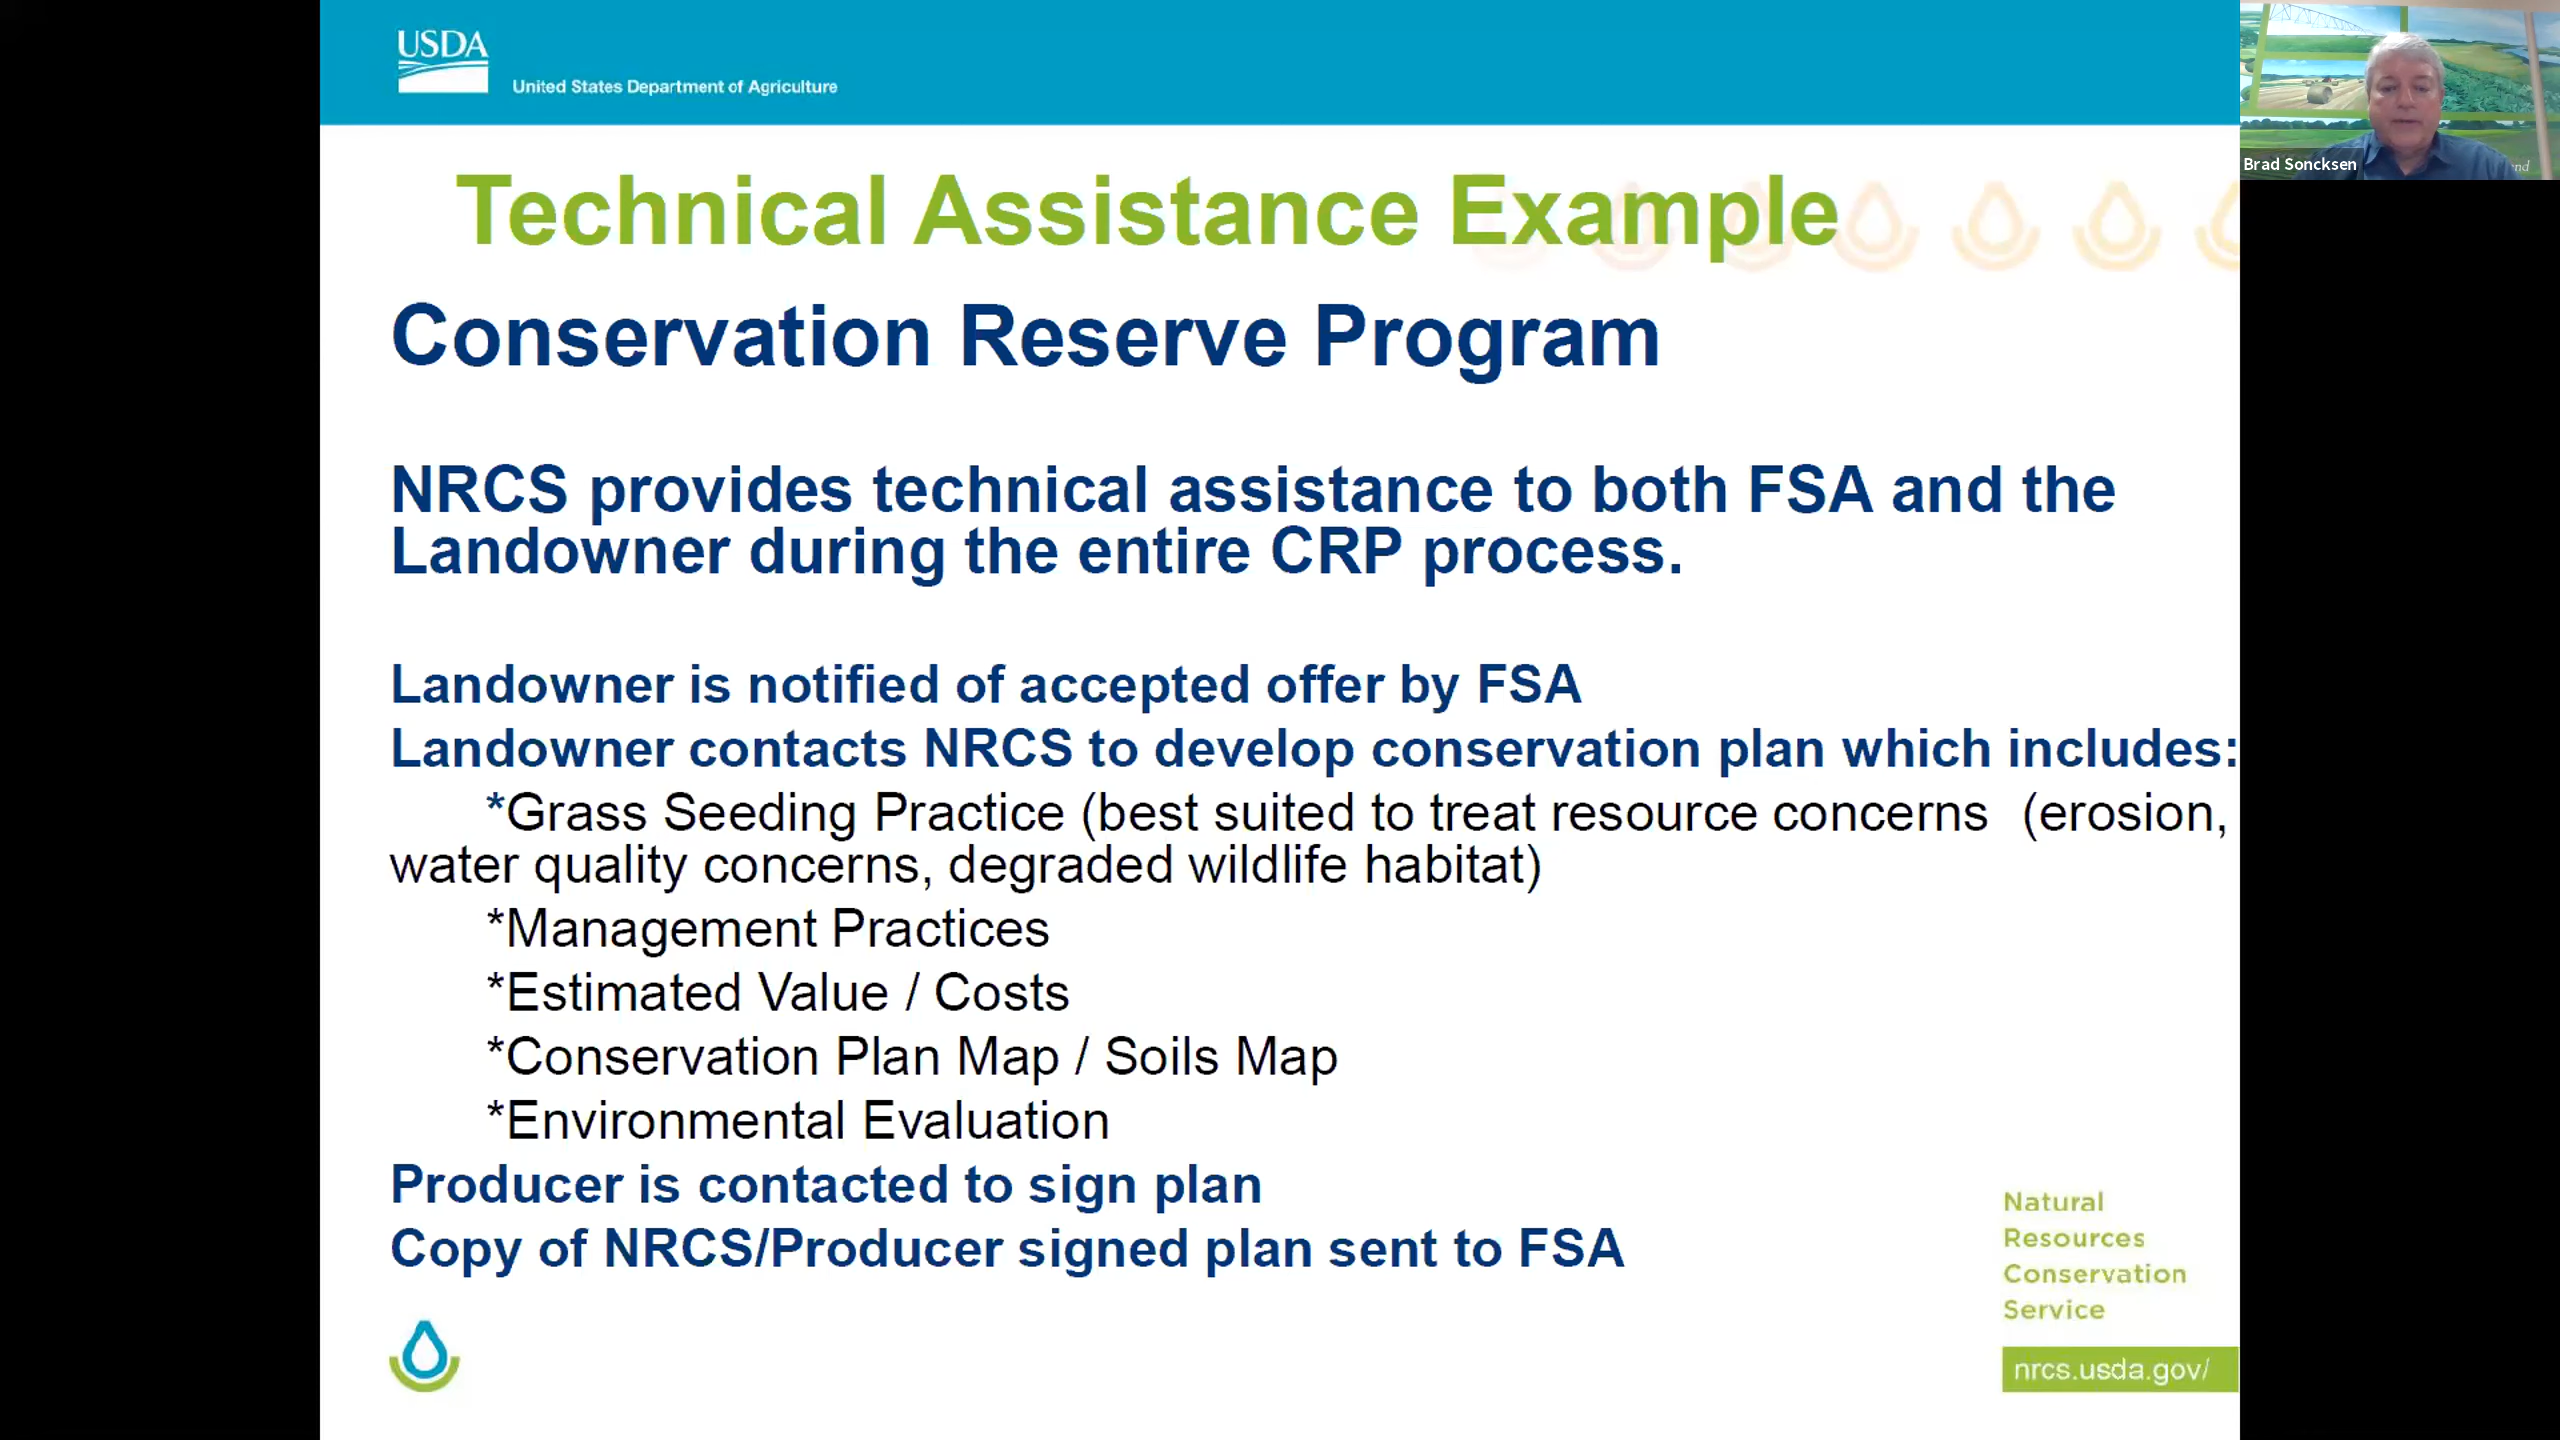 USDA
United States Department of Agriculture
Brad Soncksen
nd
Technical Assistance Example
Conservation Reserve Program
NRCS provides technical assistance to both FSA and the
Landowner during the entire CRP process.
Landowner is notified of accepted offer by FSA
Landowner contacts NRCS to develop conservation plan which includes:
*Grass Seeding Practice (best suited to treat resource concerns (erosion,
water quality concerns, degraded wildlife habitat)
*Management Practices
*Estimated Value / Costs
*Conservation Plan Map / Soils Map
*Environmental Evaluation
Producer is contacted to sign plan
Copy of NRCS/Producer signed plan sent to FSA
Natural
Resources
Conservation
Service
nrcs.usda.gov/